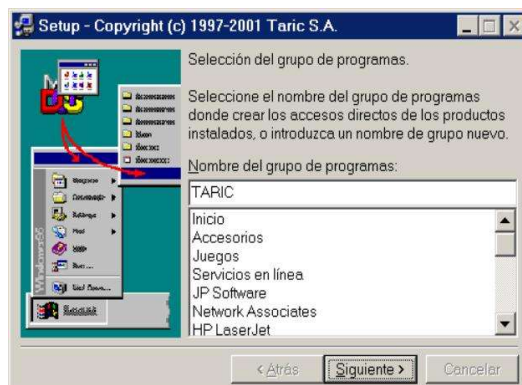 Setup - Copyright (c) 1997-2001 Taric S.A.
Selección del grupo de programas.
Seleccione el nombre del grupo de programas
donde crear los accesos directos de los productos
instalados, o introduzca un nombre de grupo nuevo.
Nombre del grupo de programas:
TARIC
Inicio
Accesorios
Juegos
Servicios en línea
JP Software
Network Associates
HP LaserJet
< Atrás
Siguiente >
Cancelar